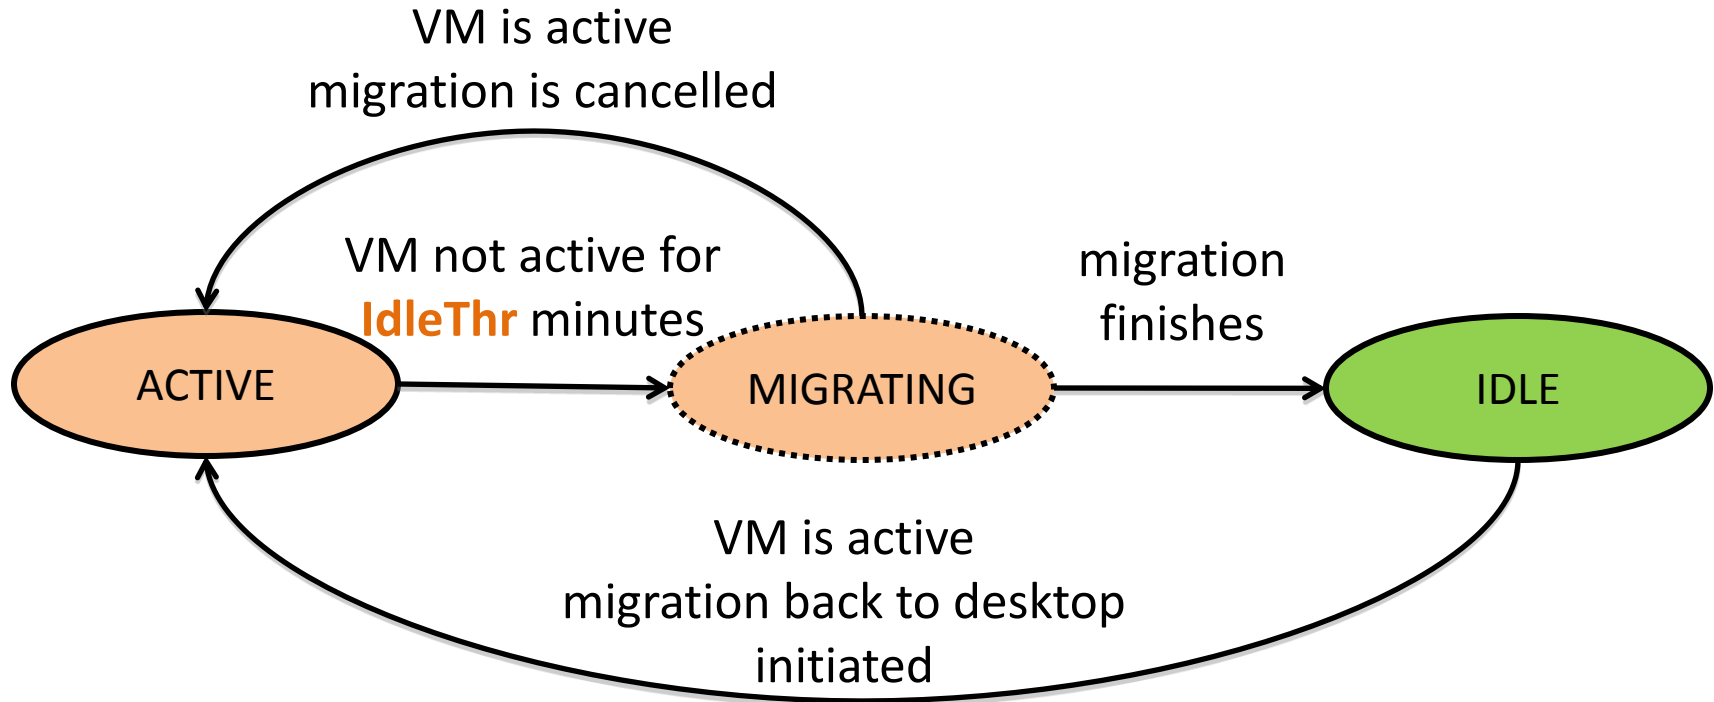 VM is active
migration is cancelled
VM not active for
IdleThr minutes
migration
finishes
ACTIVE
MIGRATING
IDLE
VM is active
migration back to desktop
initiated